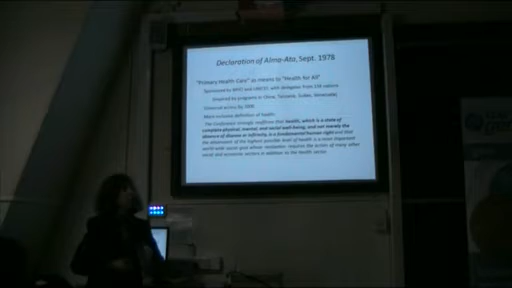 Declaration of Alma-Ata, Sept. 1978
"Primary Health Care" as means to "Health for All"
Sponsored by WHO and UNICEF, with delegates from 134 nations
Inspired by programs in China, Tanzania, Sudan, Venezuela
Universal access by 2000
More inclusive definition of health:
The Conference strongly reaffirms that health, which is a state of
complete physical, mental, and social well-being, and not merely the
absence of disease or infirmity, is a fundamental human right and that
the attainment of the highest possible level of health is a most important
world-wide social goal whose realization requires the action of many other
social and economic sectors in addition to the health sector